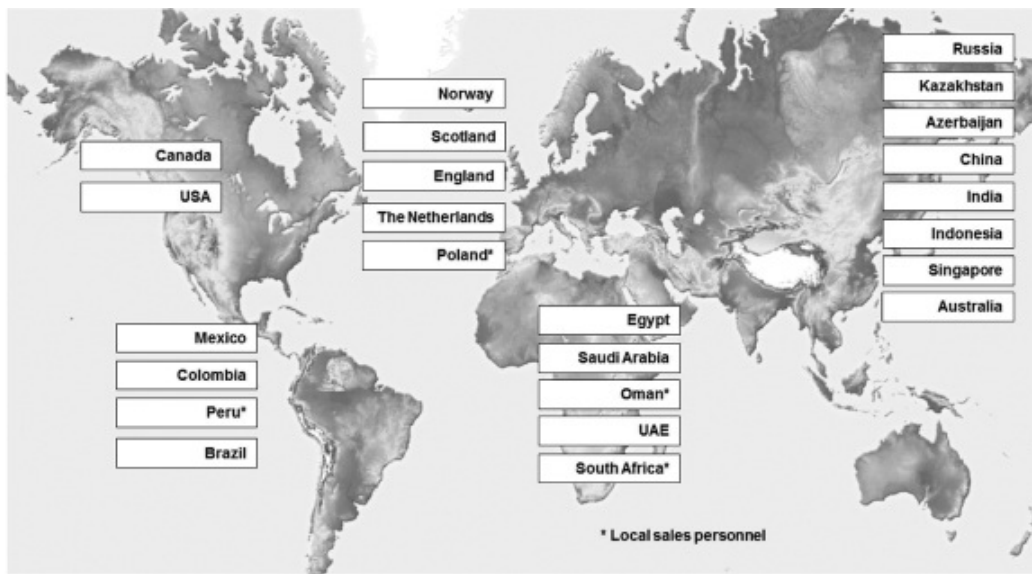 Canada
USA
Mexico
Colombia
Peru*
Brazil
Norway
Scotland
England
The Netherlands
Poland*
Egypt
Saudi Arabia
Oman*
UAE
South Africa*
Russia
Kazakhstan
Azerbaijan
China
India
Indonesia
Singapore
Australia
* Local sales personnel